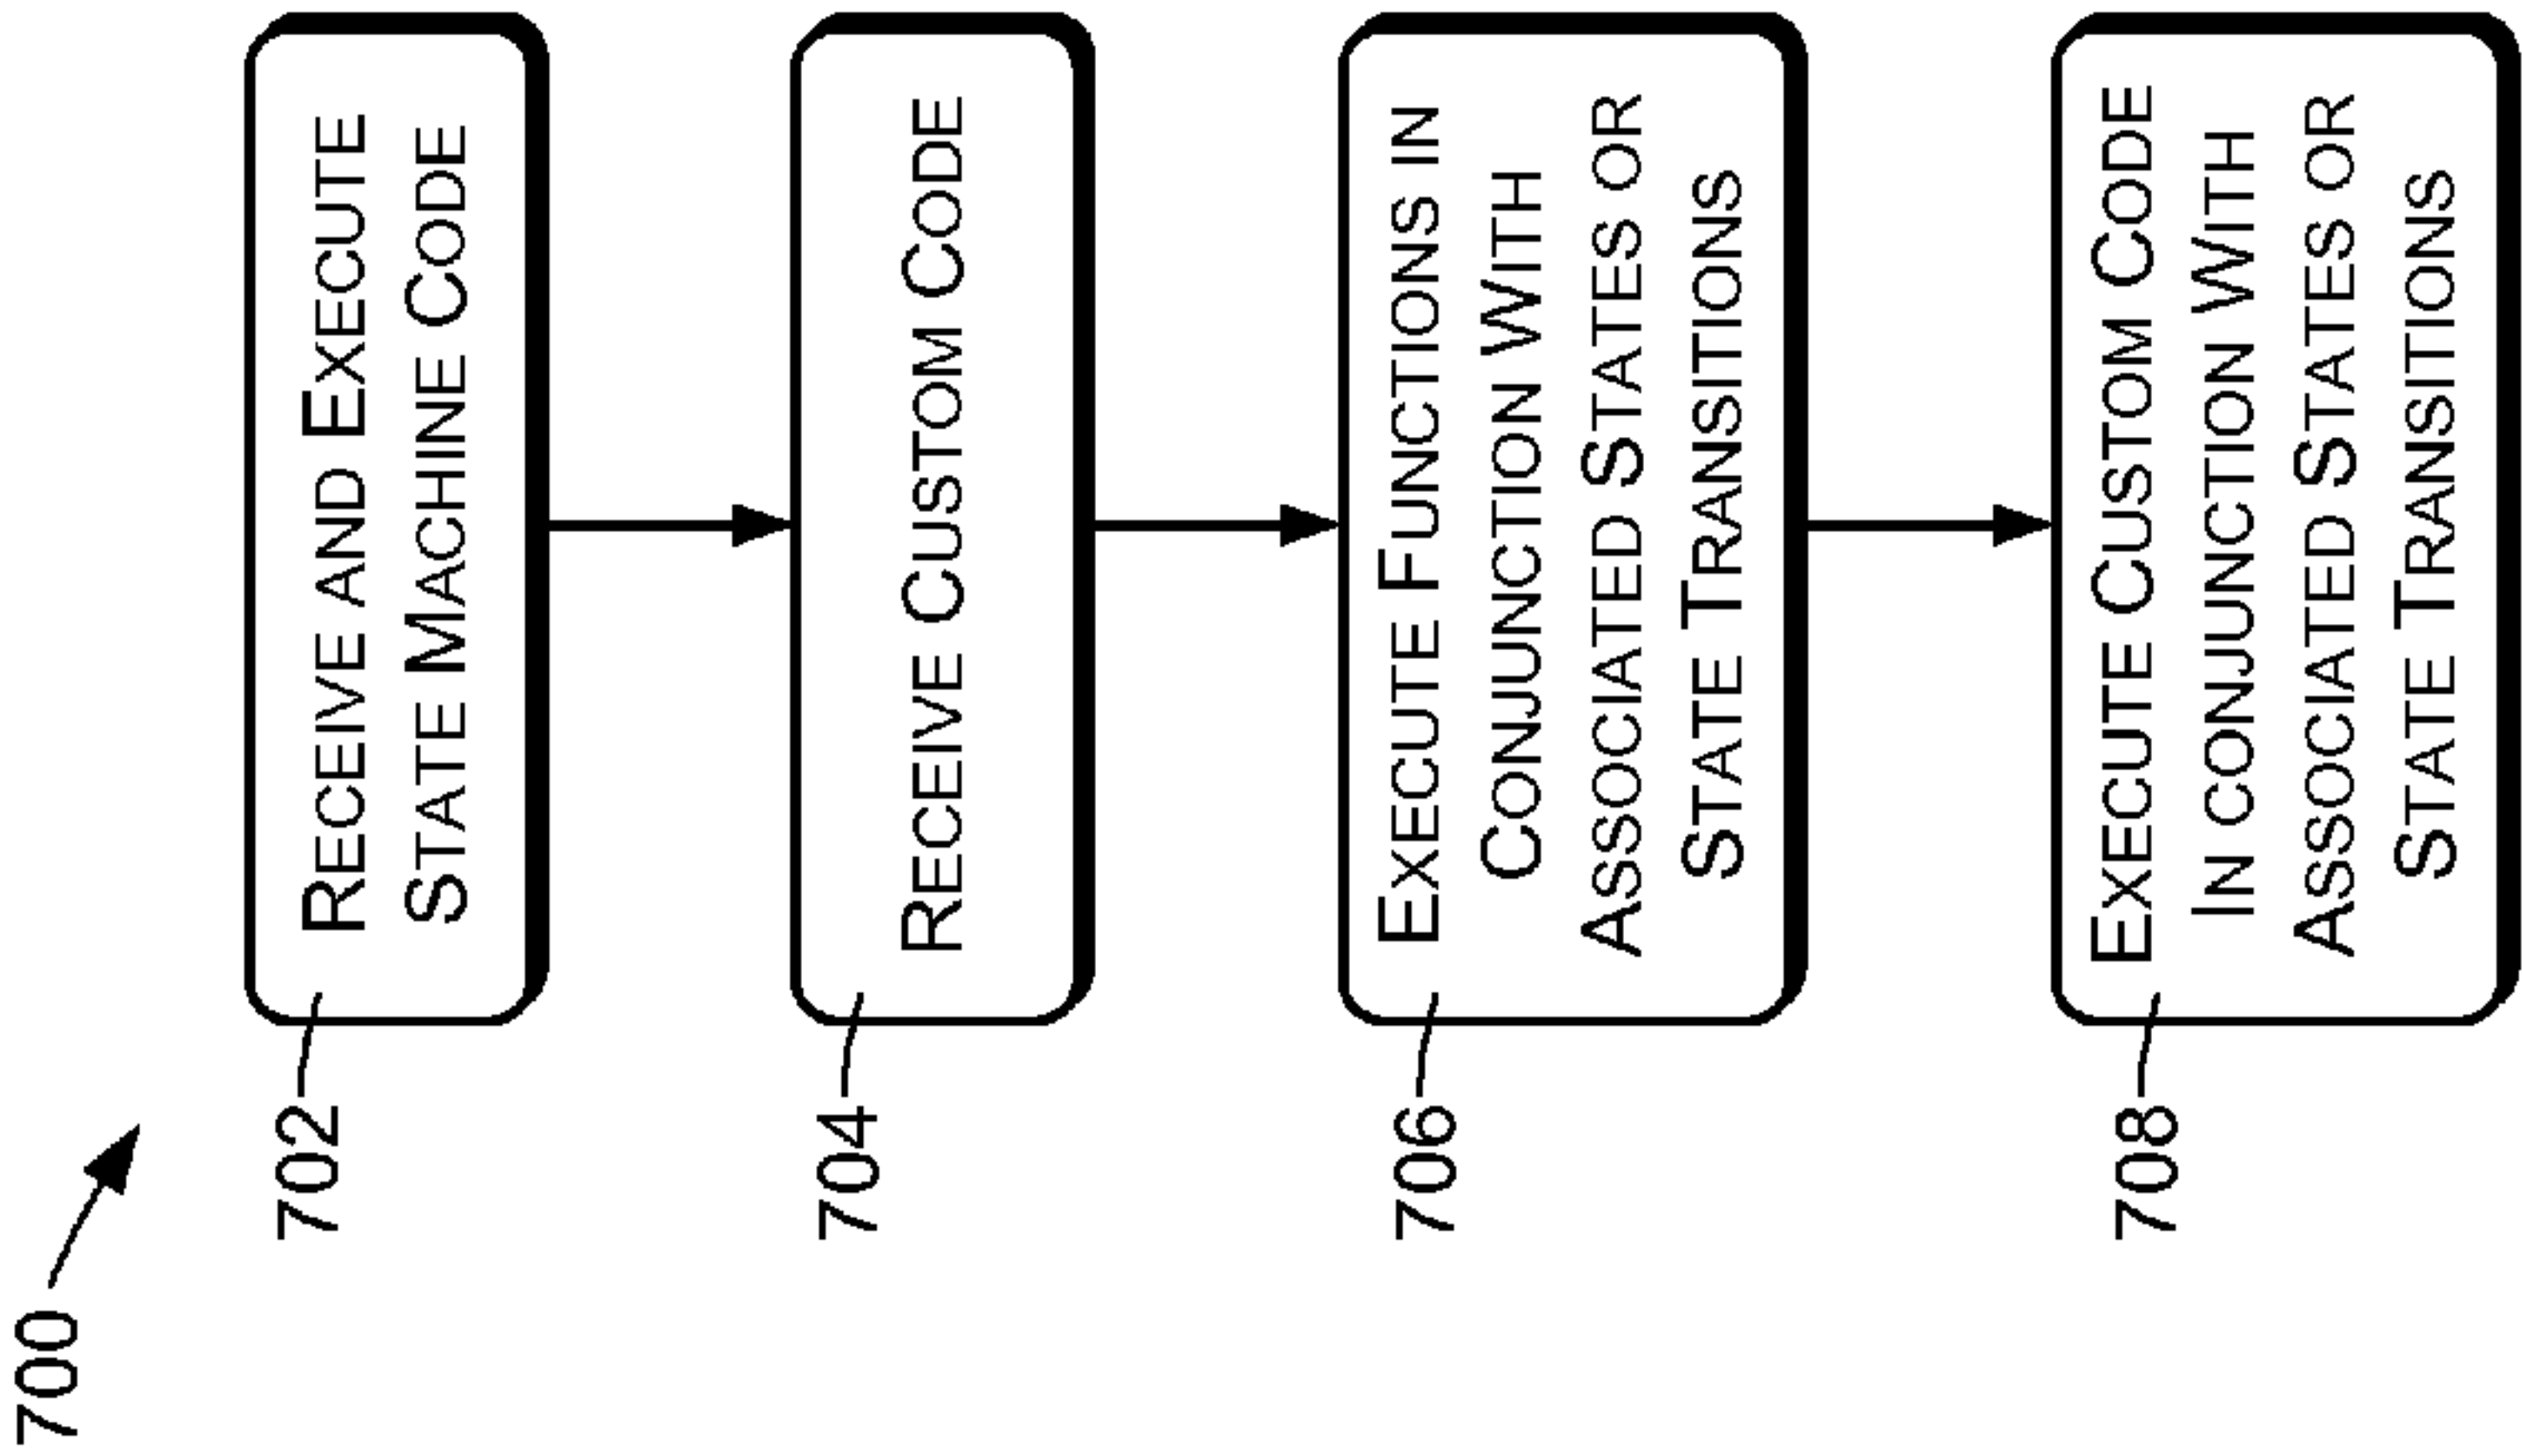 700
702
RECEIVE AND EXECUTE
STATE MACHINE CODE
704
RECEIVE CUSTOM CODE
706
EXECUTE FUNCTIONS IN
CONJUNCTION WITH
ASSOCIATED STATES OR
STATE TRANSITIONS
708
EXECUTE CUSTOM CODE
IN CONJUNCTION WITH
ASSOCIATED STATES OR
STATE TRANSITIONS